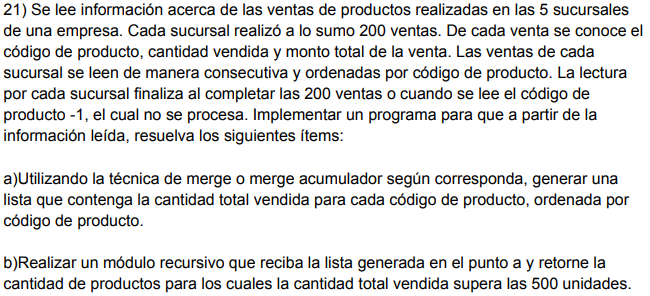 21) Se lee información acerca de las ventas de productos realizadas en las 5 sucursales
de una empresa. Cada sucursal realizó a lo sumo 200 ventas. De cada venta se conoce el
código de producto, cantidad vendida y monto total de la venta. Las ventas de cada
sucursal se leen de manera consecutiva y ordenadas por código de producto. La lectura
por cada sucursal finaliza al completar las 200 ventas o cuando se lee el código de
producto -1, el cual no se procesa. Implementar un programa para que a partir de la
información leída, resuelva los siguientes ítems:
a)Utilizando la técnica de merge o merge acumulador según corresponda, generar una
lista que contenga la cantidad total vendida para cada código de producto, ordenada por
código de producto.
b)Realizar un módulo recursivo que reciba la lista generada en el punto a y retorne la
cantidad de productos para los cuales la cantidad total vendida supera las 500 unidades.